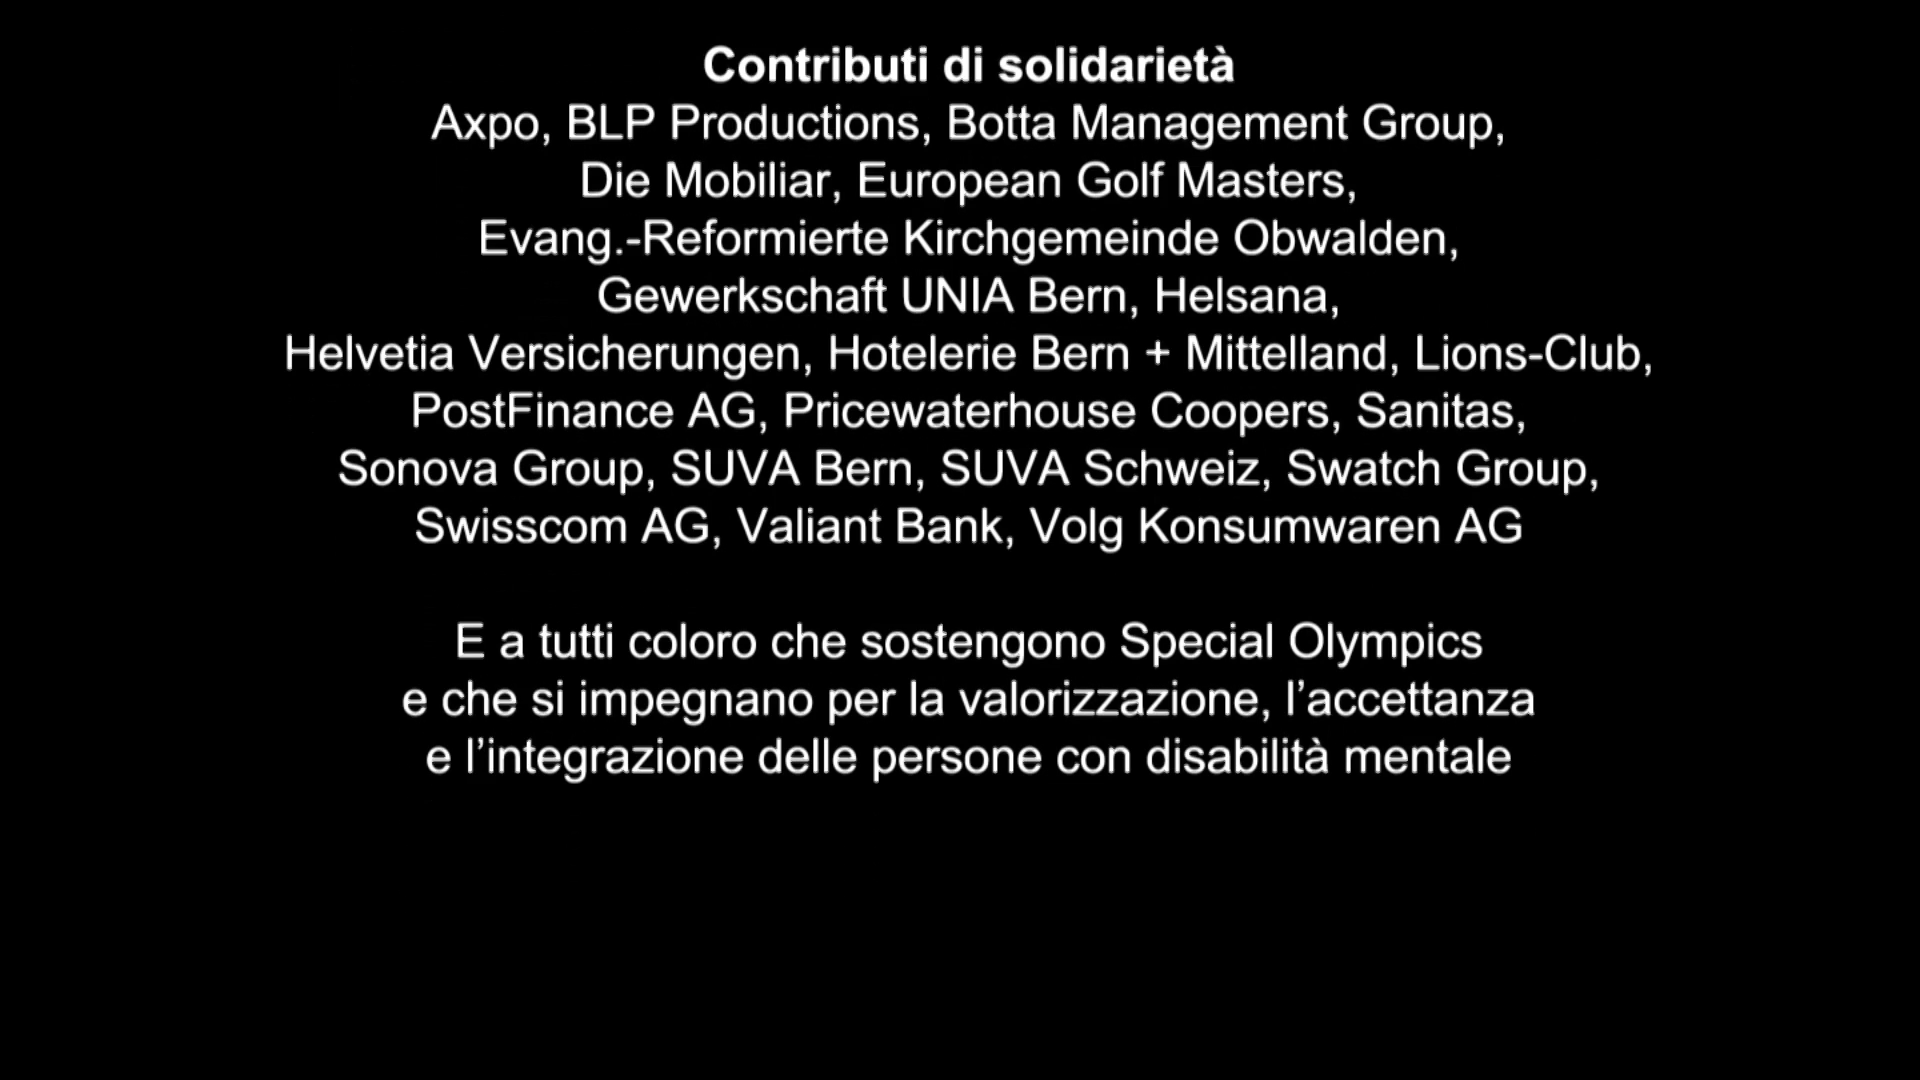 Contributi di solidarietà
Axpo, BLP Productions, Botta Management Group,
Die Mobiliar, European Golf Masters,
Evang.-Reformierte Kirchgemeinde Obwalden,
Gewerkschaft UNIA Bern, Helsana,
Helvetia Versicherungen, Hotelerie Bern + Mittelland, Lions-Club,
PostFinance AG, Pricewaterhouse Coopers, Sanitas,
Sonova Group, SUVA Bern, SUVA Schweiz, Swatch Group,
Swisscom AG, Valiant Bank, Volg Konsumwaren AG
E a tutti coloro che sostengono Special Olympics
e che si impegnano per la valorizzazione, l’accettanza
e l’integrazione delle persone con disabilità mentale